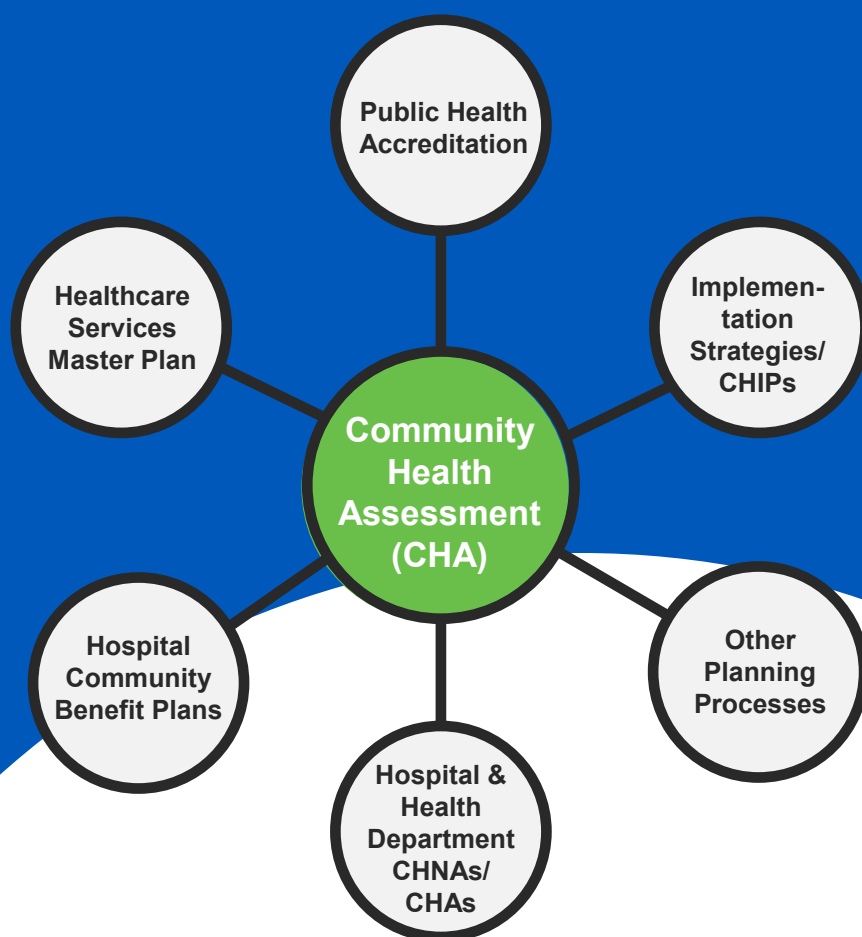 Public Health
Accreditation
Healthcare
Services
Master Plan
Implemen-
tation
Strategies/
CHIPs
Community
Health
Assessment
(CHA)
Hospital
Community
Benefit Plans
Other
Planning
Processes
Hospital &
Health
Department
CHNAs/
CHAs